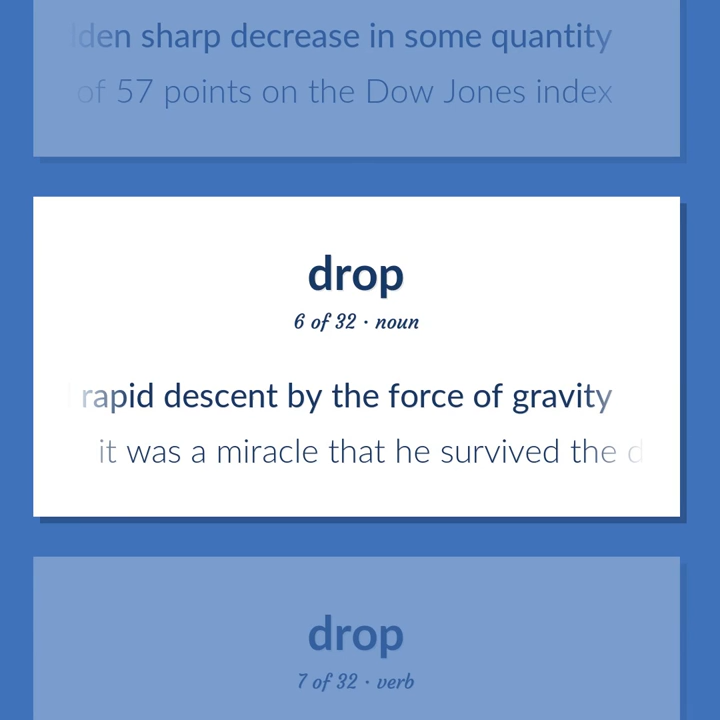 sharp decrease in some quantity
of 57 points on the Dow Jones index
drop
6 of 32 · noun
rapid descent by the force of gravity
it was a miracle that he survived the
drop
7 of 32 · verb